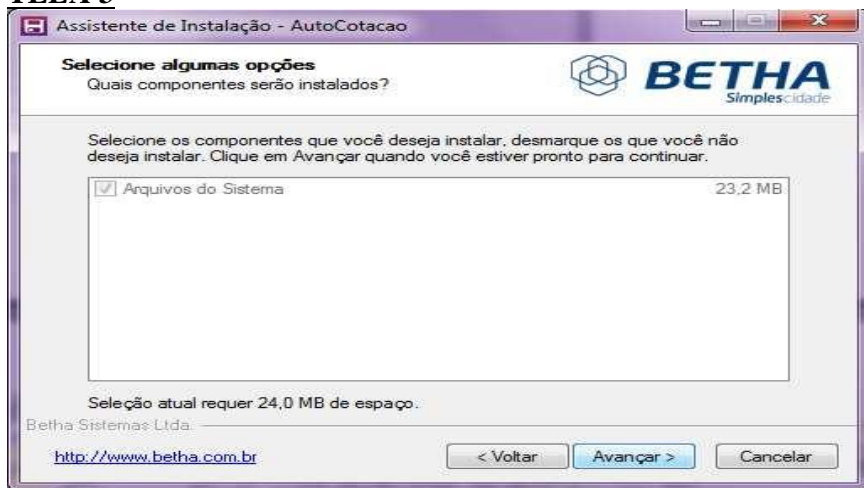 Assistente de Instalação - AutoCotacao
Selecione algumas opções
Quais componentes serão instalados?
BETHA
Simplescidade
Selecione os componentes que você deseja instalar, desmarque os que você não
deseja instalar. Clique em Avançar quando você estiver pronto para continuar.
Arquivos do Sistema 23,2 MB
Seleção atual requer 24,0 MB de espaço.
Betha Sistemas Ltda.
http://www.betha.com.br < Voltar Avançar > Cancelar